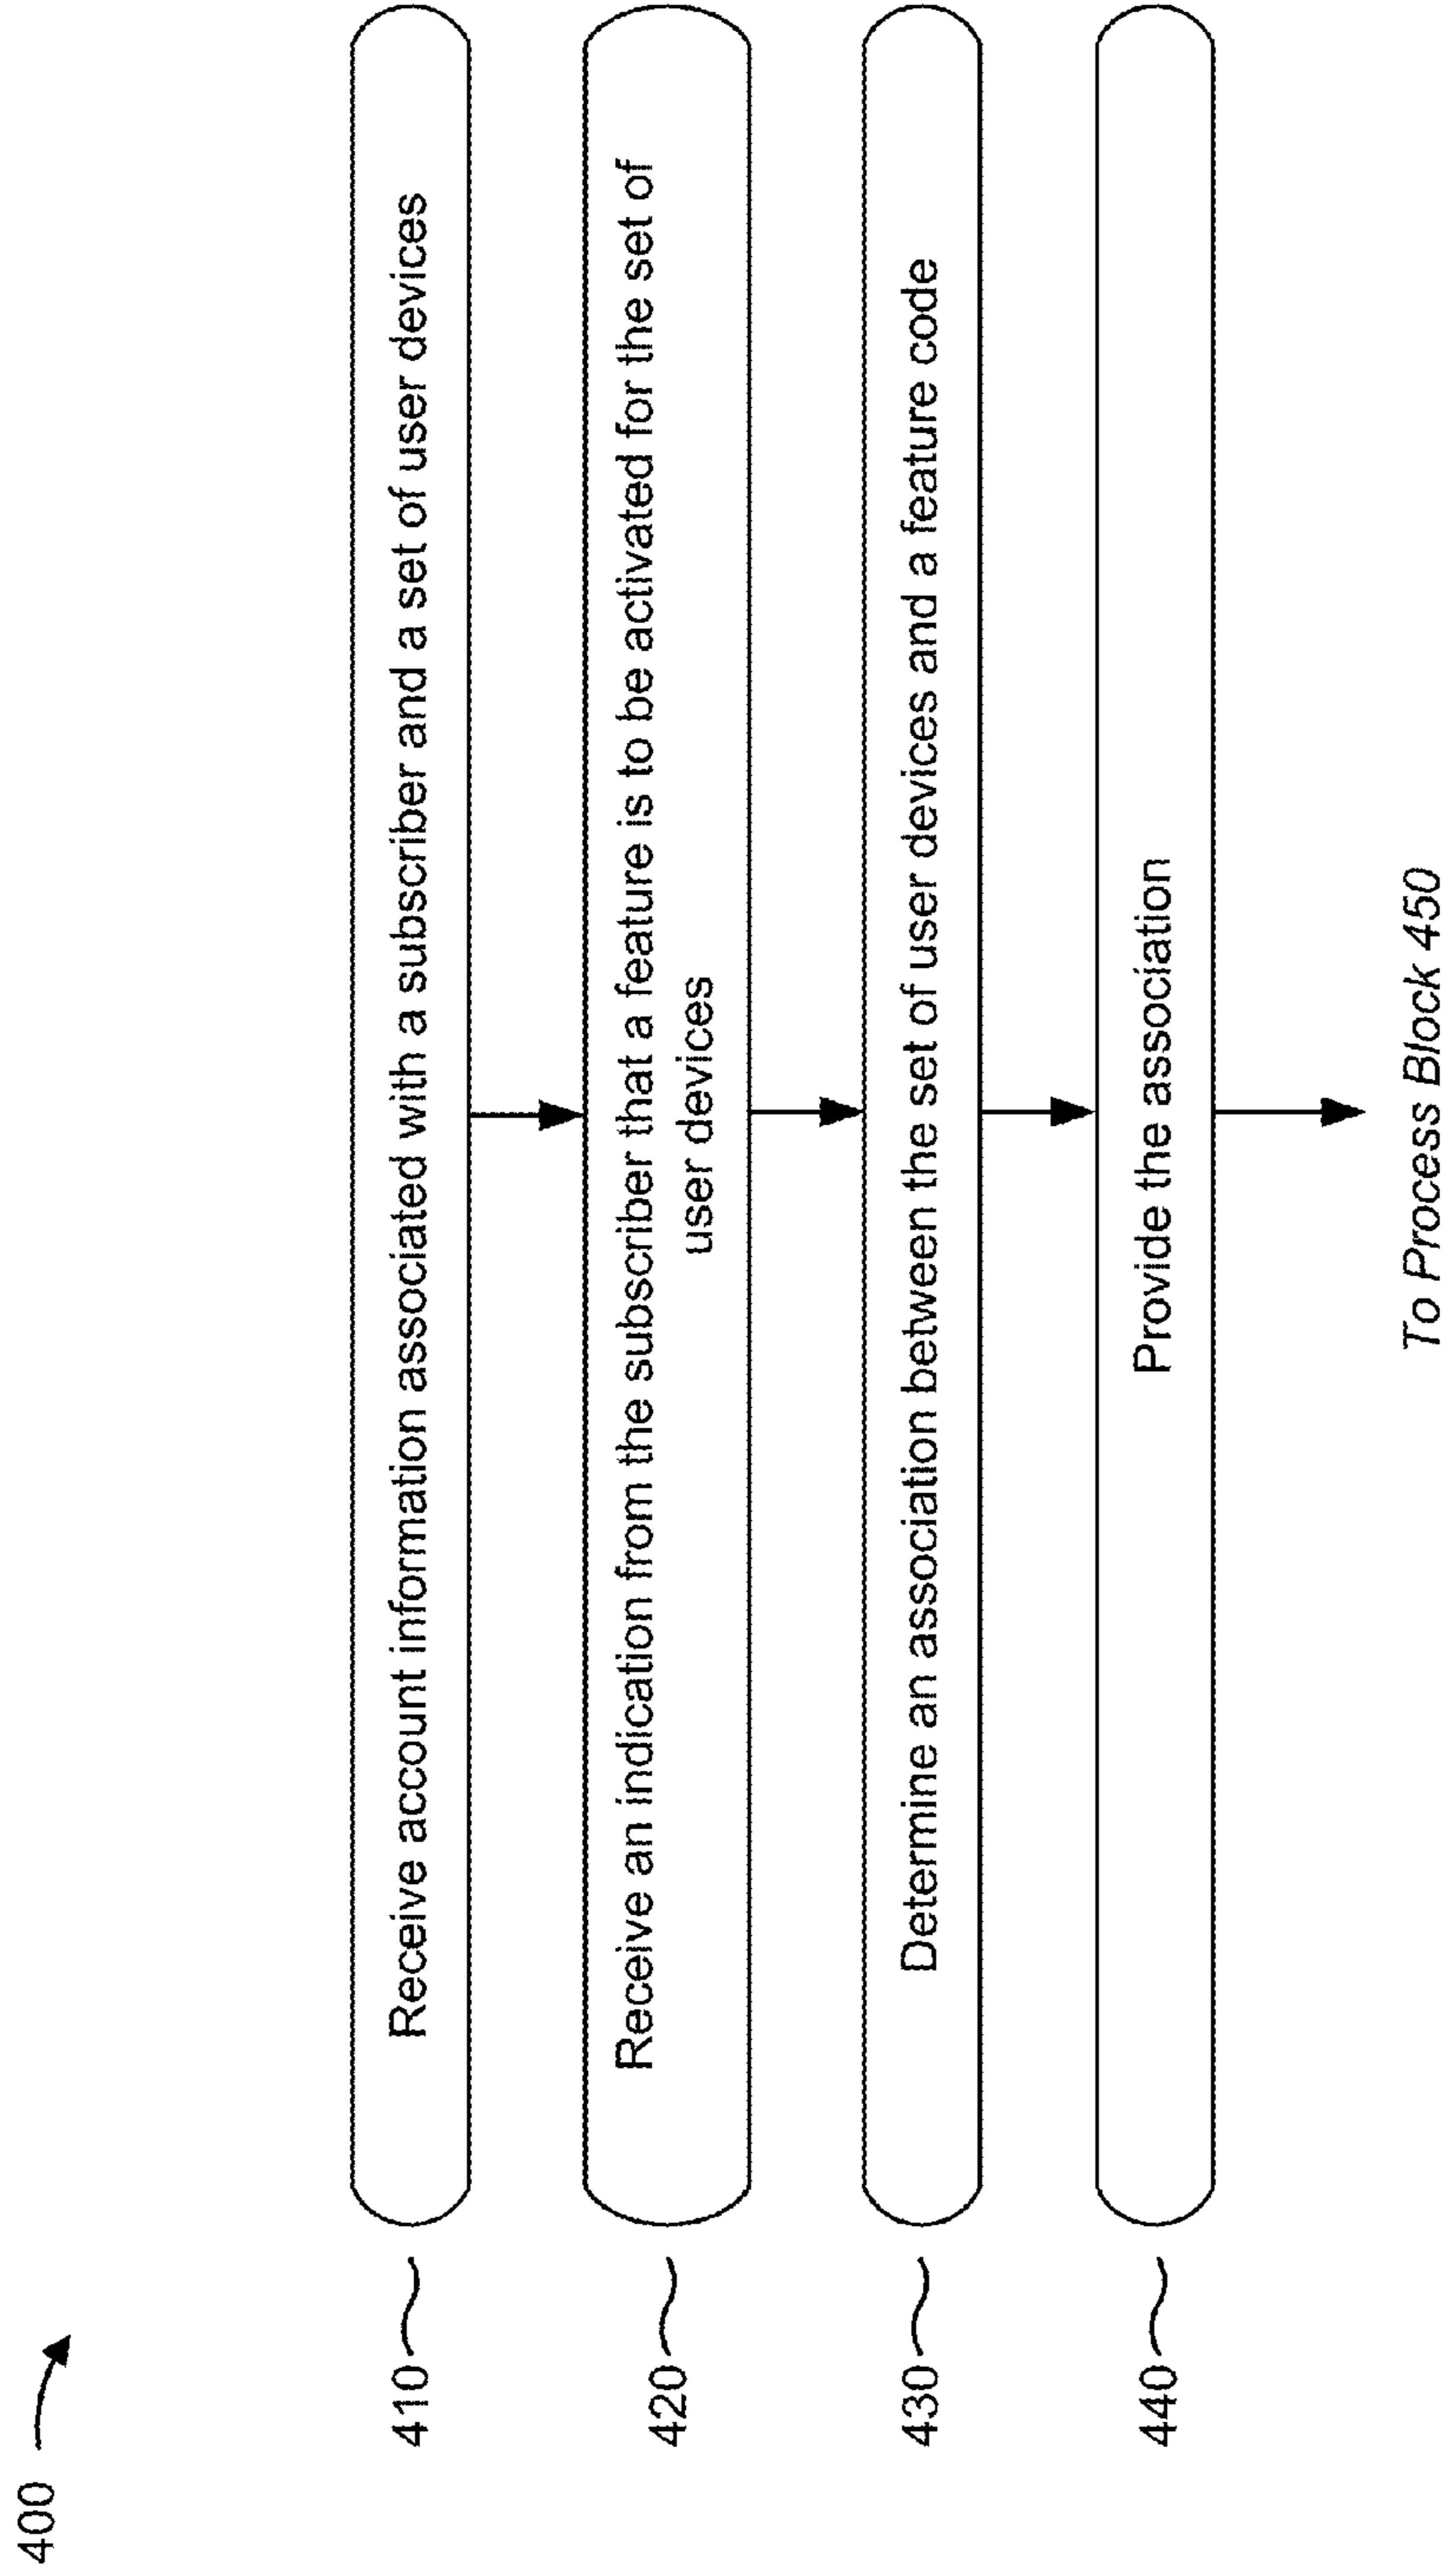 400
410
Receive account information associated with a subscriber and a set of user devices
420
Receive an indication from the subscriber that a feature is to be activated for the set of
user devices
430
Determine an association between the set of user devices and a feature code
440
Provide the association
To Process Block 450